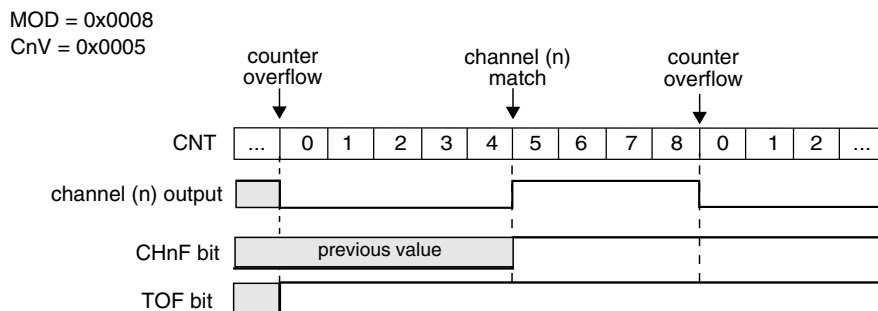 MOD = 0x0008
CnV = 0x0005
counter overflow
channel (n) match
counter overflow
CNT ... 0 1 2 3 4 5 6 7 8 0 1 2 ...
channel (n) output
CHnF bit previous value
TOF bit